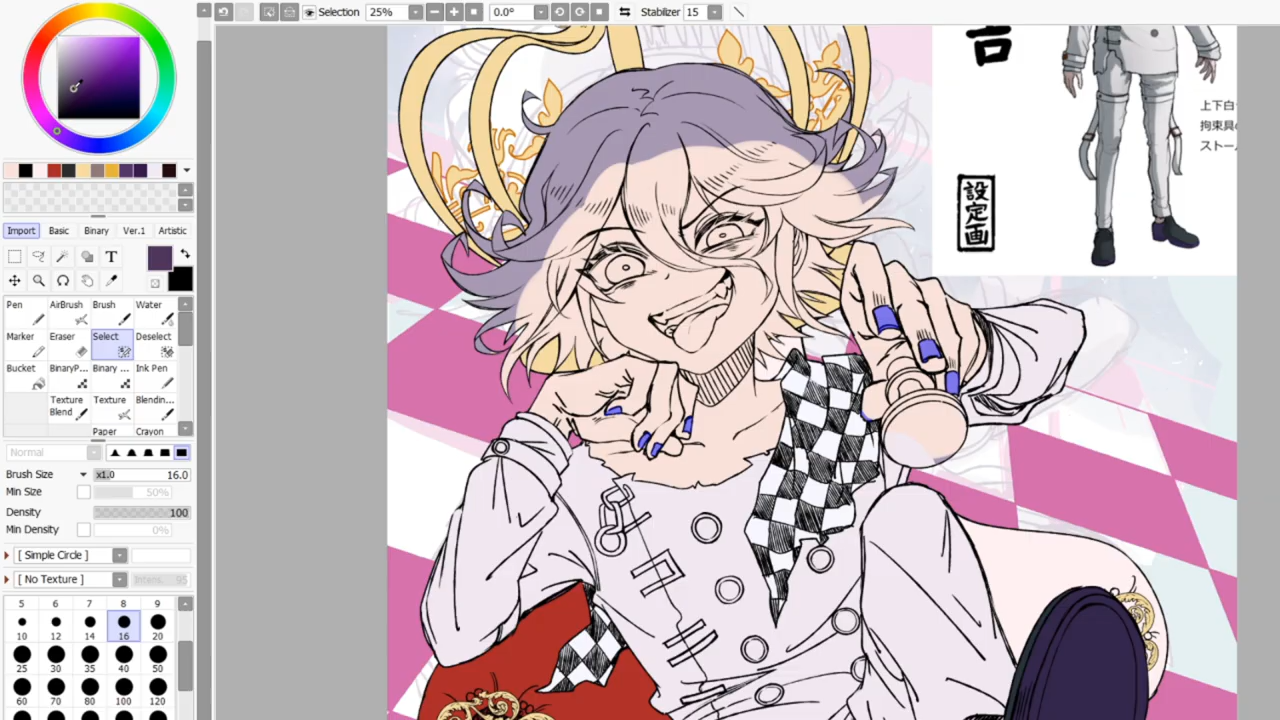 Selection 25% 0.0° Stabilizer 15
吉
上下白
拘束具
ストー
設定画
Import Basic Binary Ver.1 Artistic
T
Pen AirBrush Brush Water
Marker Eraser Select Deselect
Bucket BinaryP... Binary ... Ink Pen
Texture Blend Texture Blendin...
Paper Crayon
Normal
Brush Size x1.0 16.0
Min Size 50%
Density 100
Min Density 0%
[ Simple Circle ]
[ No Texture ] Intens. 95
5 6 7 8 9
10 12 14 16 20
25 30 35 40 50
60 70 80 100 120